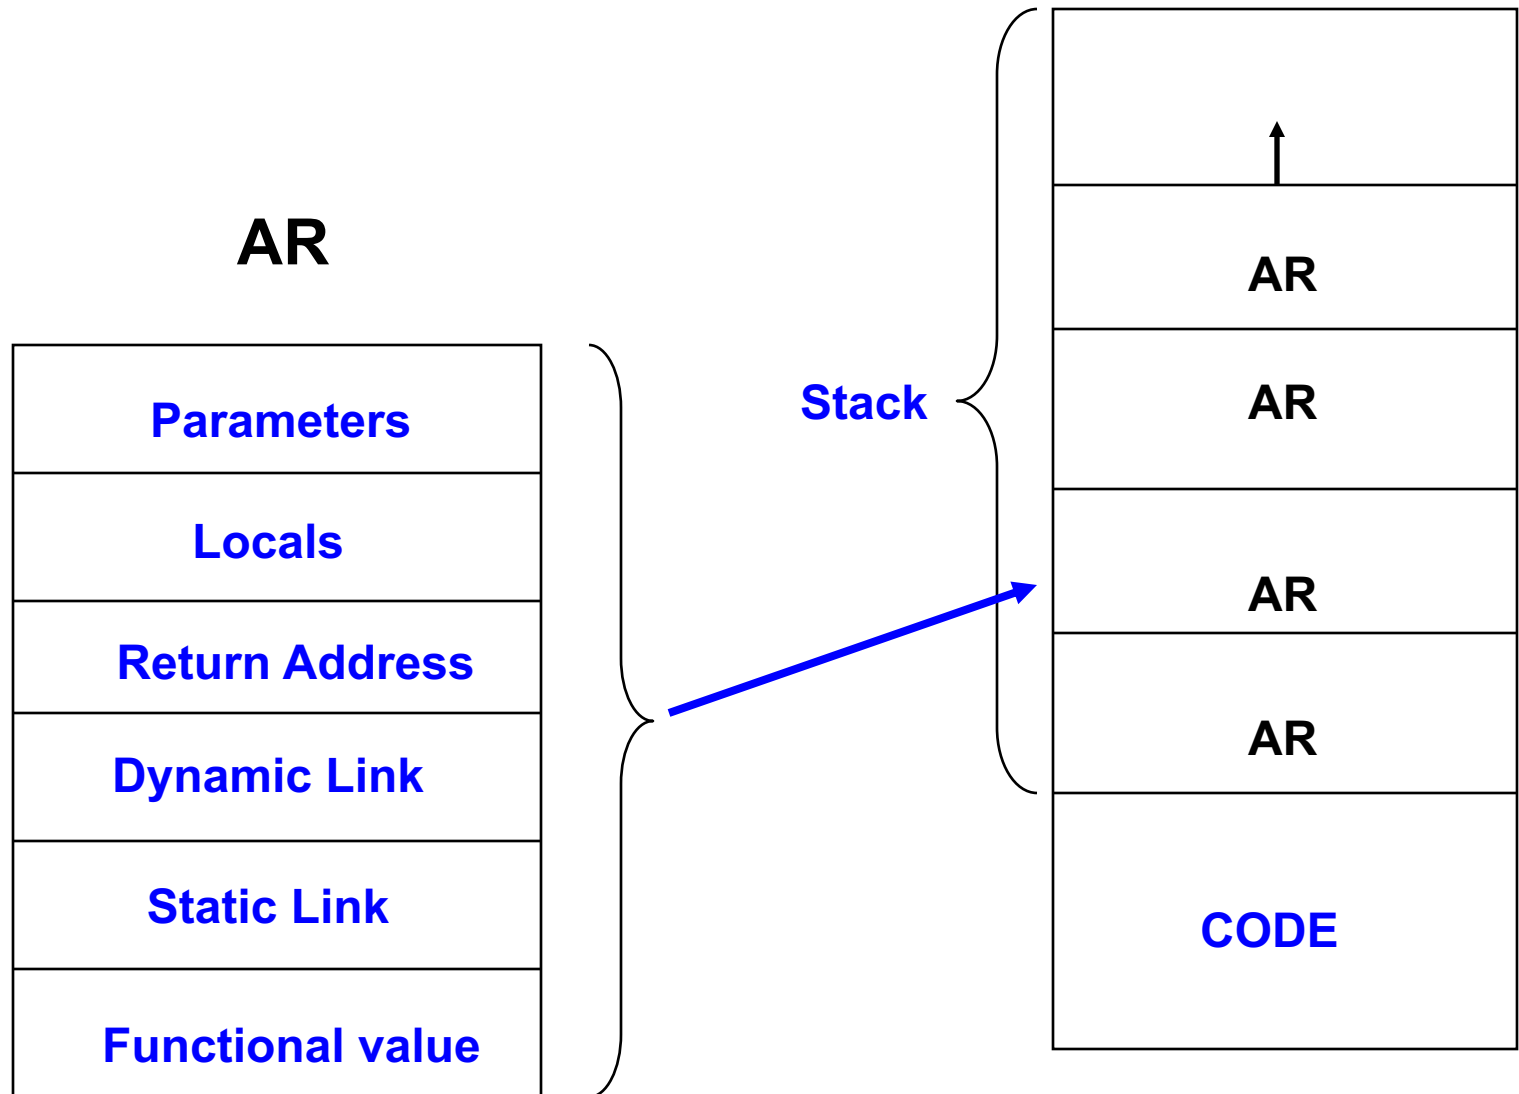 AR
Parameters
Locals
Return Address
Dynamic Link
Static Link
Functional value
Stack
AR
AR
AR
AR
CODE